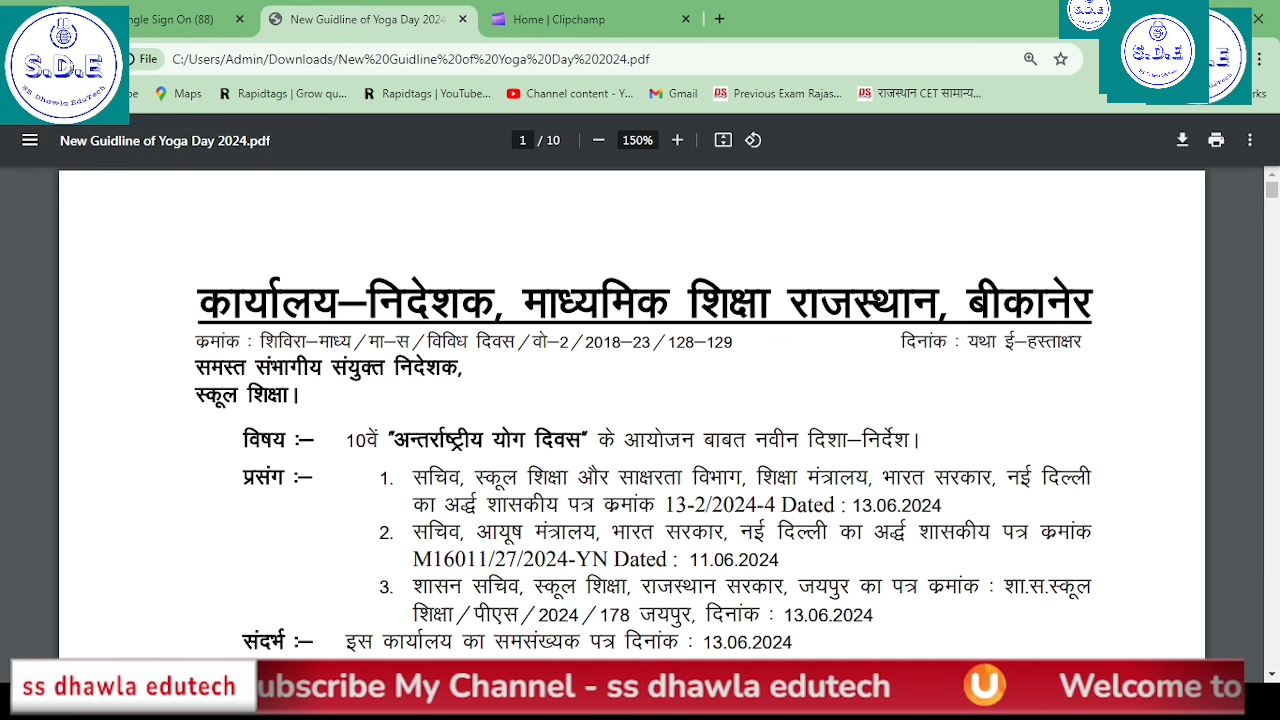 ngle Sign On (88)
New Guidline of Yoga Day 2024
Home | Clipchamp
File
C:/Users/Admin/Downloads/New%20Guidline%20of%20Yoga%20Day%202024.pdf
Maps
Rapidtags | Grow qu...
Rapidtags | YouTube...
Channel content - Y...
Gmail
Previous Exam Rajas...
राजस्थान CET सामान्य...
S.D.E
SS Dhawla EduTech
S.D.E
S.D.E
New Guidline of Yoga Day 2024.pdf
1 / 10
150%
कार्यालय–निदेशक, माध्यमिक शिक्षा राजस्थान, बीकानेर
क्रमांक : शिविरा–माध्य/मा–स/विविध दिवस/वो–2/2018–23/128–129 दिनांक : यथा ई–हस्ताक्षर
समस्त संभागीय संयुक्त निदेशक,
स्कूल शिक्षा।
विषय :– 10वें "अन्तर्राष्ट्रीय योग दिवस" के आयोजन बाबत नवीन दिशा–निर्देश।
प्रसंग :– 1. सचिव, स्कूल शिक्षा और साक्षरता विभाग, शिक्षा मंत्रालय, भारत सरकार, नई दिल्ली
का अर्द्ध शासकीय पत्र क्रमांक 13-2/2024-4 Dated : 13.06.2024
2. सचिव, आयूष मंत्रालय, भारत सरकार, नई दिल्ली का अर्द्ध शासकीय पत्र क्रमांक
M16011/27/2024-YN Dated : 11.06.2024
3. शासन सचिव, स्कूल शिक्षा, राजस्थान सरकार, जयपुर का पत्र क्रमांक : शा.स.स्कूल
शिक्षा/पीएस/2024/178 जयपुर, दिनांक : 13.06.2024
संदर्भ :– इस कार्यालय का समसंख्यक पत्र दिनांक : 13.06.2024
ss dhawla edutech
ubscribe My Channel - ss dhawla edutech
Welcome to